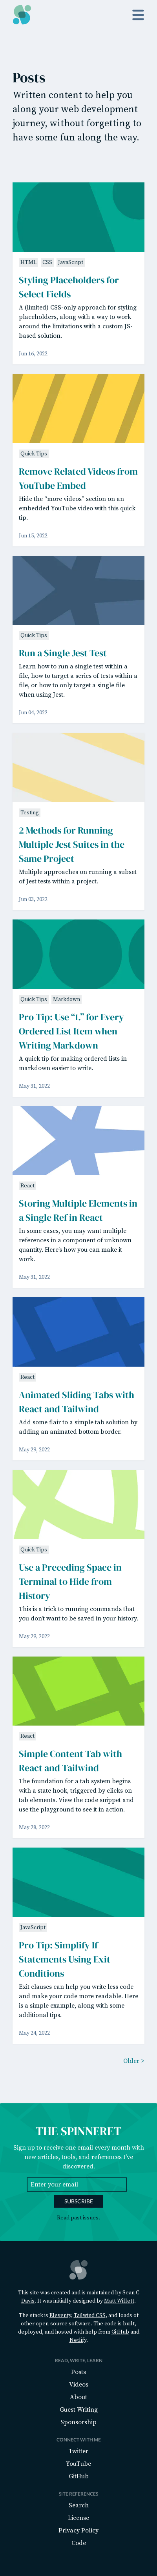 Posts
Written content to help you
along your web development
journey, without forgetting to
have some fun along the way.
HTML CSS JavaScript
Styling Placeholders for
Select Fields
A (limited) CSS-only approach for styling
placeholders, along with a way to work
around the limitations with a custom JS-
based solution.
Jun 16, 2022
Quick Tips
Remove Related Videos from
YouTube Embed
Hide the “more videos” section on an
embedded YouTube video with this quick
tip.
Jun 15, 2022
Quick Tips
Run a Single Jest Test
Learn how to run a single test within a
file, how to target a series of tests within a
file, or how to only target a single file
when using Jest.
Jun 04, 2022
Testing
2 Methods for Running
Multiple Jest Suites in the
Same Project
Multiple approaches on running a subset
of Jest tests within a project.
Jun 03, 2022
Quick Tips Markdown
Pro Tip: Use “1.” for Every
Ordered List Item when
Writing Markdown
A quick tip for making ordered lists in
markdown easier to write.
May 31, 2022
React
Storing Multiple Elements in
a Single Ref in React
In some cases, you may want multiple
references in a component of unknown
quantity. Here's how you can make it
work.
May 31, 2022
React
Animated Sliding Tabs with
React and Tailwind
Add some flair to a simple tab solution by
adding an animated bottom border.
May 29, 2022
Quick Tips
Use a Preceding Space in
Terminal to Hide from
History
This is a trick to running commands that
you don't want to be saved in your history.
May 29, 2022
React
Simple Content Tab with
React and Tailwind
The foundation for a tab system begins
with a state hook, triggered by clicks on
tab elements. View the code snippet and
use the playground to see it in action.
May 28, 2022
JavaScript
Pro Tip: Simplify If
Statements Using Exit
Conditions
Exit clauses can help you write less code
and make your code more readable. Here
is a simple example, along with some
additional tips.
May 24, 2022
Older >
THE SPINNERET
Sign up to receive one email every month with
new articles, tools, and references I've
discovered.
Enter your email
SUBSCRIBE
Read past issues.
This site was created and is maintained by Sean C
Davis. It was initially designed by Matt Willett.
The stack is Eleventy, Tailwind CSS, and loads of
other open-source software. The code is built,
deployed, and hosted with help from GitHub and
Netlify.
READ, WRITE, LEARN
Posts
Videos
About
Guest Writing
Sponsorship
CONNECT WITH ME
Twitter
YouTube
GitHub
SITE REFERENCES
Search
License
Privacy Policy
Code